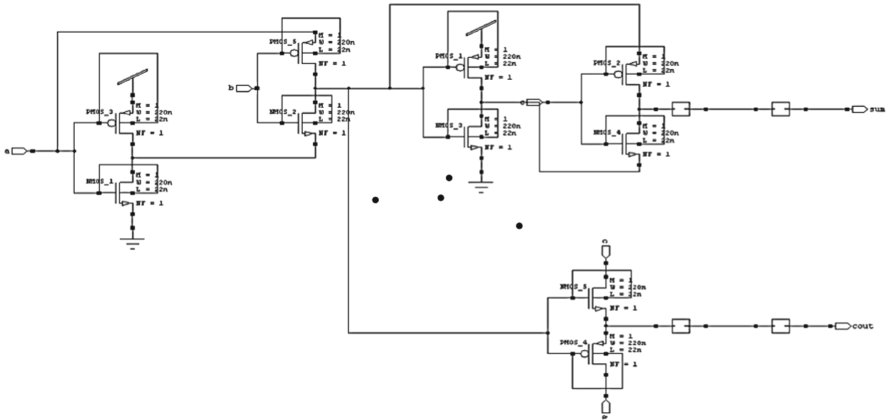 PMOS_5
M = 1
W = 220n
L = 22n
NF = 1
PMOS_1
M = 1
W = 220n
L = 22n
NF = 1
PMOS_2
M = 1
W = 220n
L = 22n
NF = 1
b
NMOS_2
M = 1
W = 220n
L = 22n
NF = 1
c
sum
PMOS_3
M = 1
W = 220n
L = 22n
NF = 1
NMOS_3
M = 1
W = 220n
L = 22n
NF = 1
NMOS_4
M = 1
W = 220n
L = 22n
NF = 1
a
NMOS_1
M = 1
W = 220n
L = 22n
NF = 1
c
NMOS_5
M = 1
W = 220n
L = 22n
NF = 1
cout
PMOS_4
M = 1
W = 220n
L = 22n
NF = 1